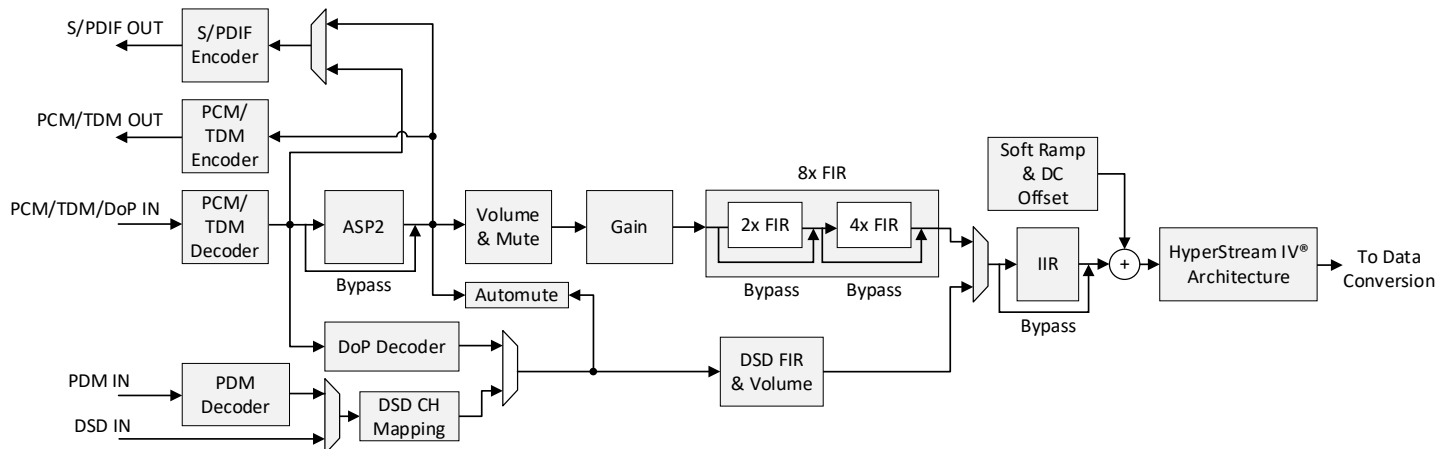 S/PDIF OUT
S/PDIF
Encoder
PCM/TDM OUT
PCM/
TDM
Encoder
PCM/TDM/DoP IN
PCM/
TDM
Decoder
ASP2
Bypass
Volume
& Mute
Gain
8x FIR
2x FIR
4x FIR
Bypass
Bypass
Soft Ramp
& DC
Offset
IIR
Bypass
+
HyperStream IV®
Architecture
To Data
Conversion
Automute
DoP Decoder
DSD FIR
& Volume
PDM IN
PDM
Decoder
DSD IN
DSD CH
Mapping